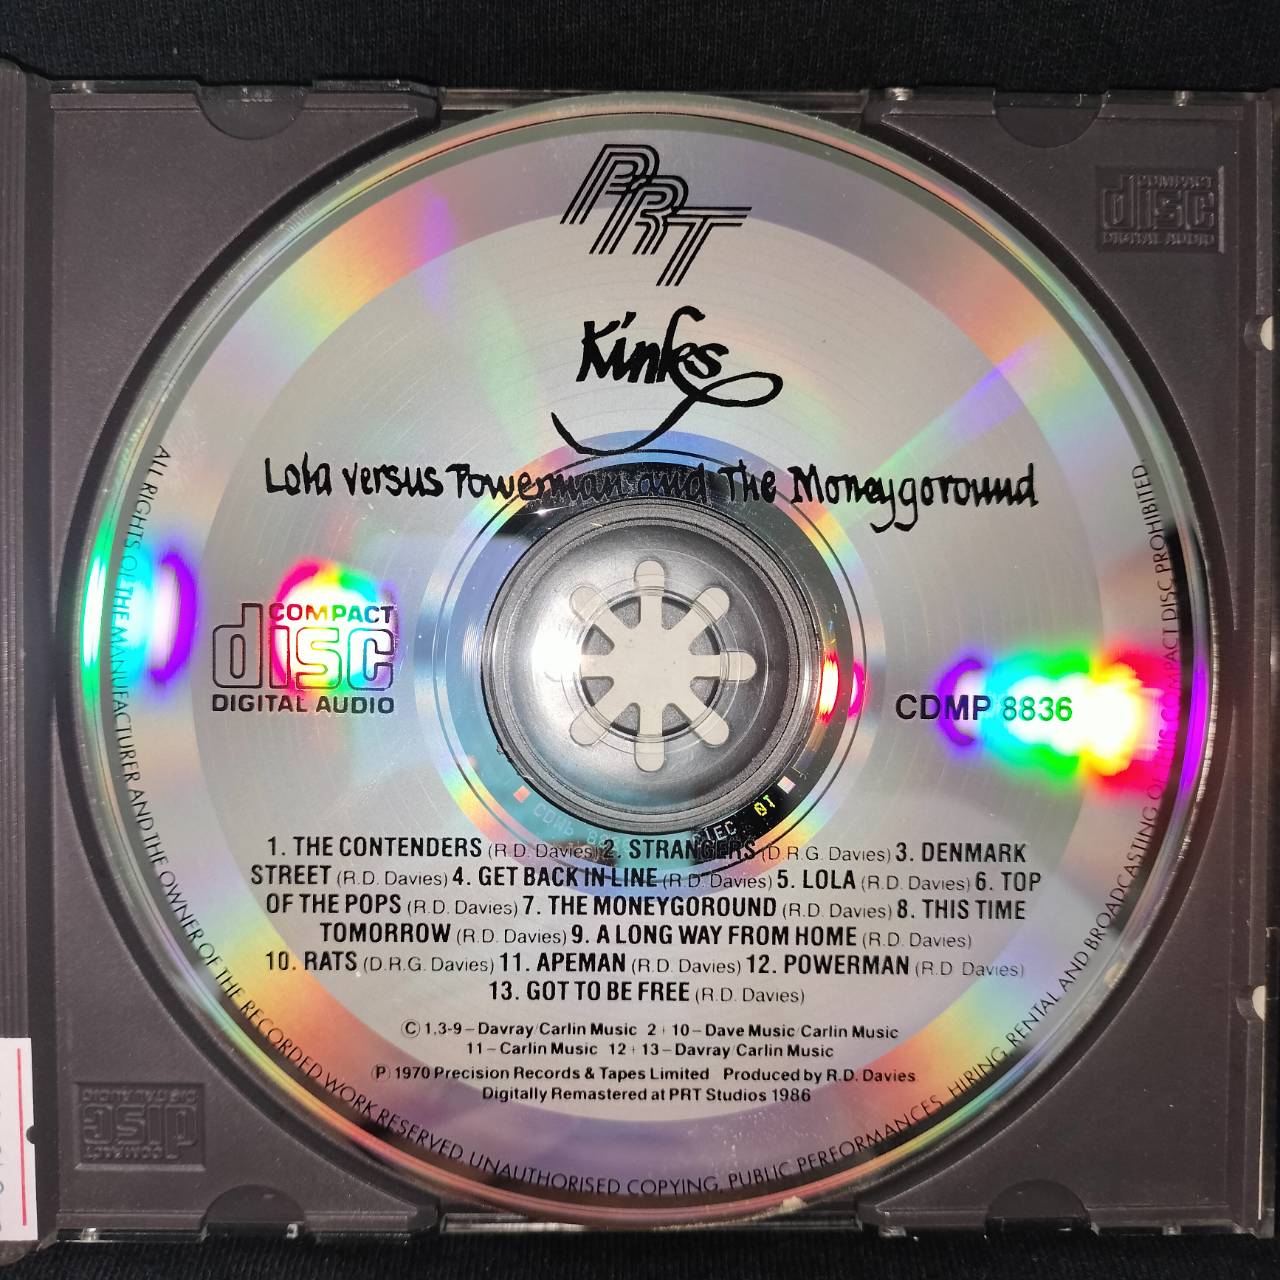 PRT
Kinks
Lola versus Powerman and The Moneygoround
COMPACT
disc
DIGITAL AUDIO
CDMP 8836
1. THE CONTENDERS (R.D. Davies) 2. STRANGERS (D.R.G. Davies) 3. DENMARK
STREET (R.D. Davies) 4. GET BACK IN LINE (R.D. Davies) 5. LOLA (R.D. Davies) 6. TOP
OF THE POPS (R.D. Davies) 7. THE MONEYGOROUND (R.D. Davies) 8. THIS TIME
TOMORROW (R.D. Davies) 9. A LONG WAY FROM HOME (R.D. Davies)
10. RATS (D.R.G. Davies) 11. APEMAN (R.D. Davies) 12. POWERMAN (R.D Davies)
13. GOT TO BE FREE (R.D. Davies)
© 1,3-9–Davray/Carlin Music 2+10–Dave Music/Carlin Music
11–Carlin Music 12+13–Davray/Carlin Music
℗ 1970 Precision Records & Tapes Limited Produced by R.D. Davies
Digitally Remastered at PRT Studios 1986
ALL RIGHTS OF THE MANUFACTURER AND THE OWNER OF THE RECORDED WORK RESERVED. UNAUTHORISED COPYING, PUBLIC PERFORMANCES, HIRING, RENTAL AND BROADCASTING OF THIS COMPACT DISC PROHIBITED.
COMPACT
disc
DIGITAL AUDIO
COMPACT
disc
DIGITAL AUDIO